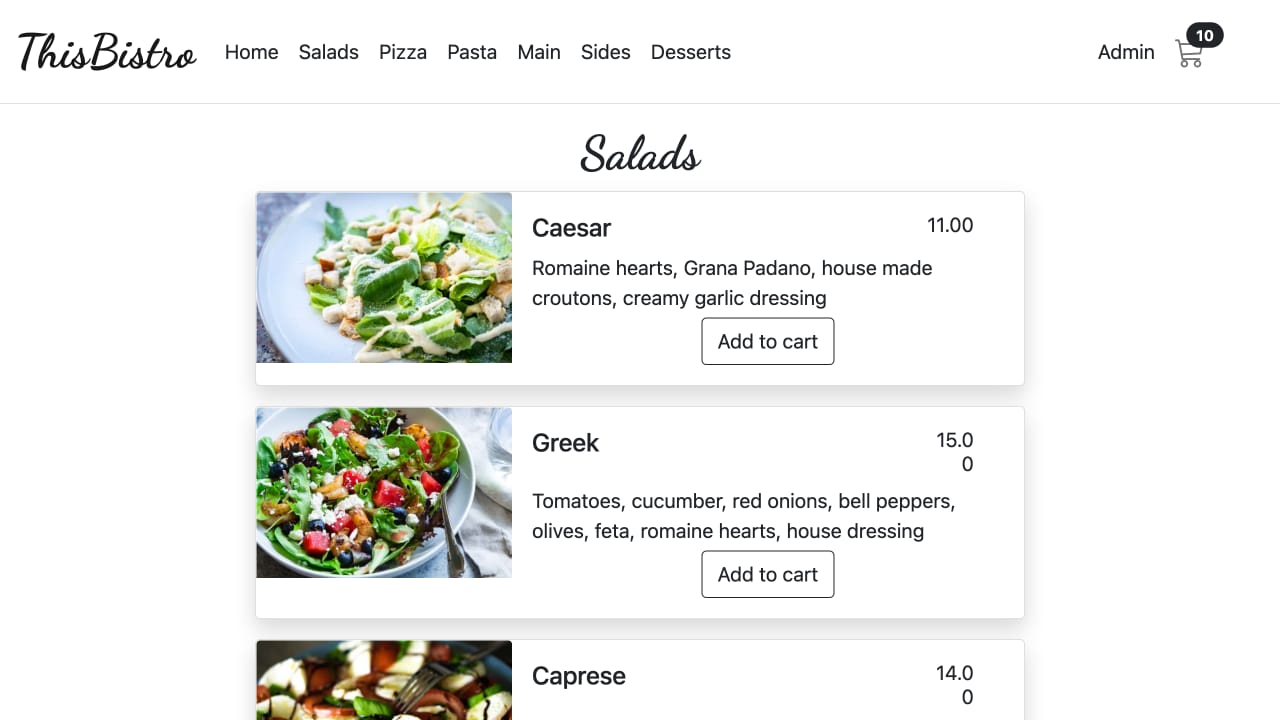 ThisBistro Home Salads Pizza Pasta Main Sides Desserts Admin 10
Salads
Caesar 11.00
Romaine hearts, Grana Padano, house made
croutons, creamy garlic dressing
Add to cart
Greek 15.0
0
Tomatoes, cucumber, red onions, bell peppers,
olives, feta, romaine hearts, house dressing
Add to cart
Caprese 14.0
0